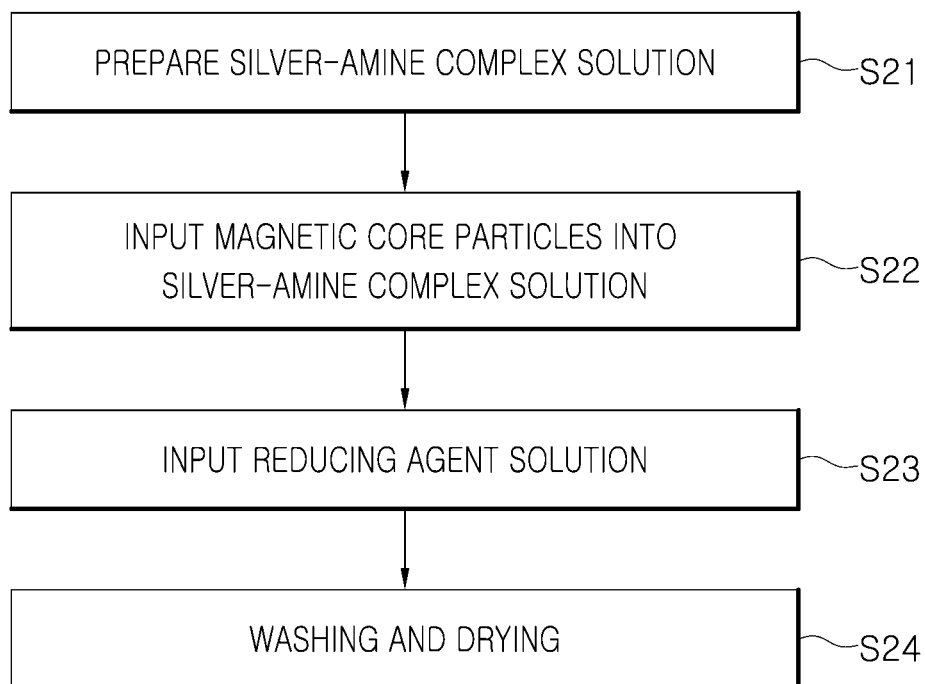 PREPARE SILVER-AMINE COMPLEX SOLUTION
S21
INPUT MAGNETIC CORE PARTICLES INTO
SILVER-AMINE COMPLEX SOLUTION
S22
INPUT REDUCING AGENT SOLUTION
S23
WASHING AND DRYING
S24